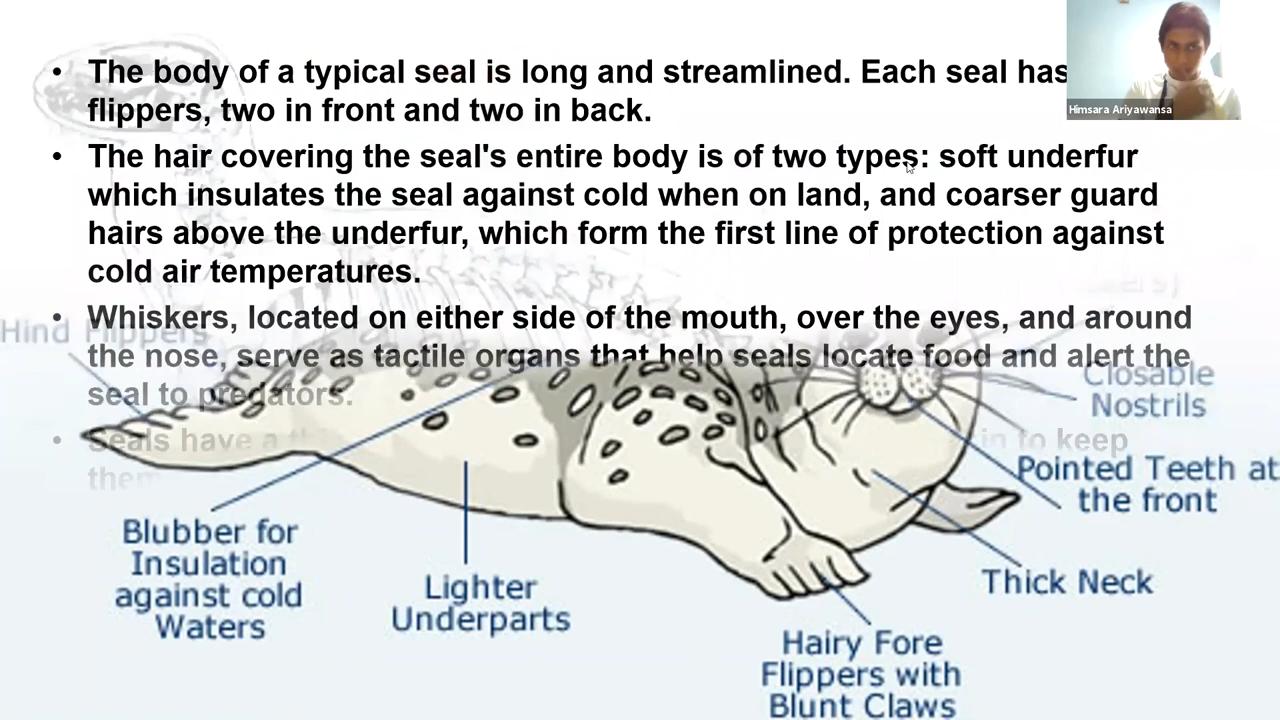 • The body of a typical seal is long and streamlined. Each seal has
flippers, two in front and two in back.
• The hair covering the seal's entire body is of two types: soft underfur
which insulates the seal against cold when on land, and coarser guard
hairs above the underfur, which form the first line of protection against
cold air temperatures.
• Whiskers, located on either side of the mouth, over the eyes, and around
the nose, serve as tactile organs that help seals locate food and alert the
seal to predators.
• Seals have a to keep
Himsara Ariyawansa
Hind Flippers
Closable
Nostrils
Pointed Teeth at
the front
Thick Neck
Blubber for
Insulation
against cold
Waters
Lighter
Underparts
Hairy Fore
Flippers with
Blunt Claws